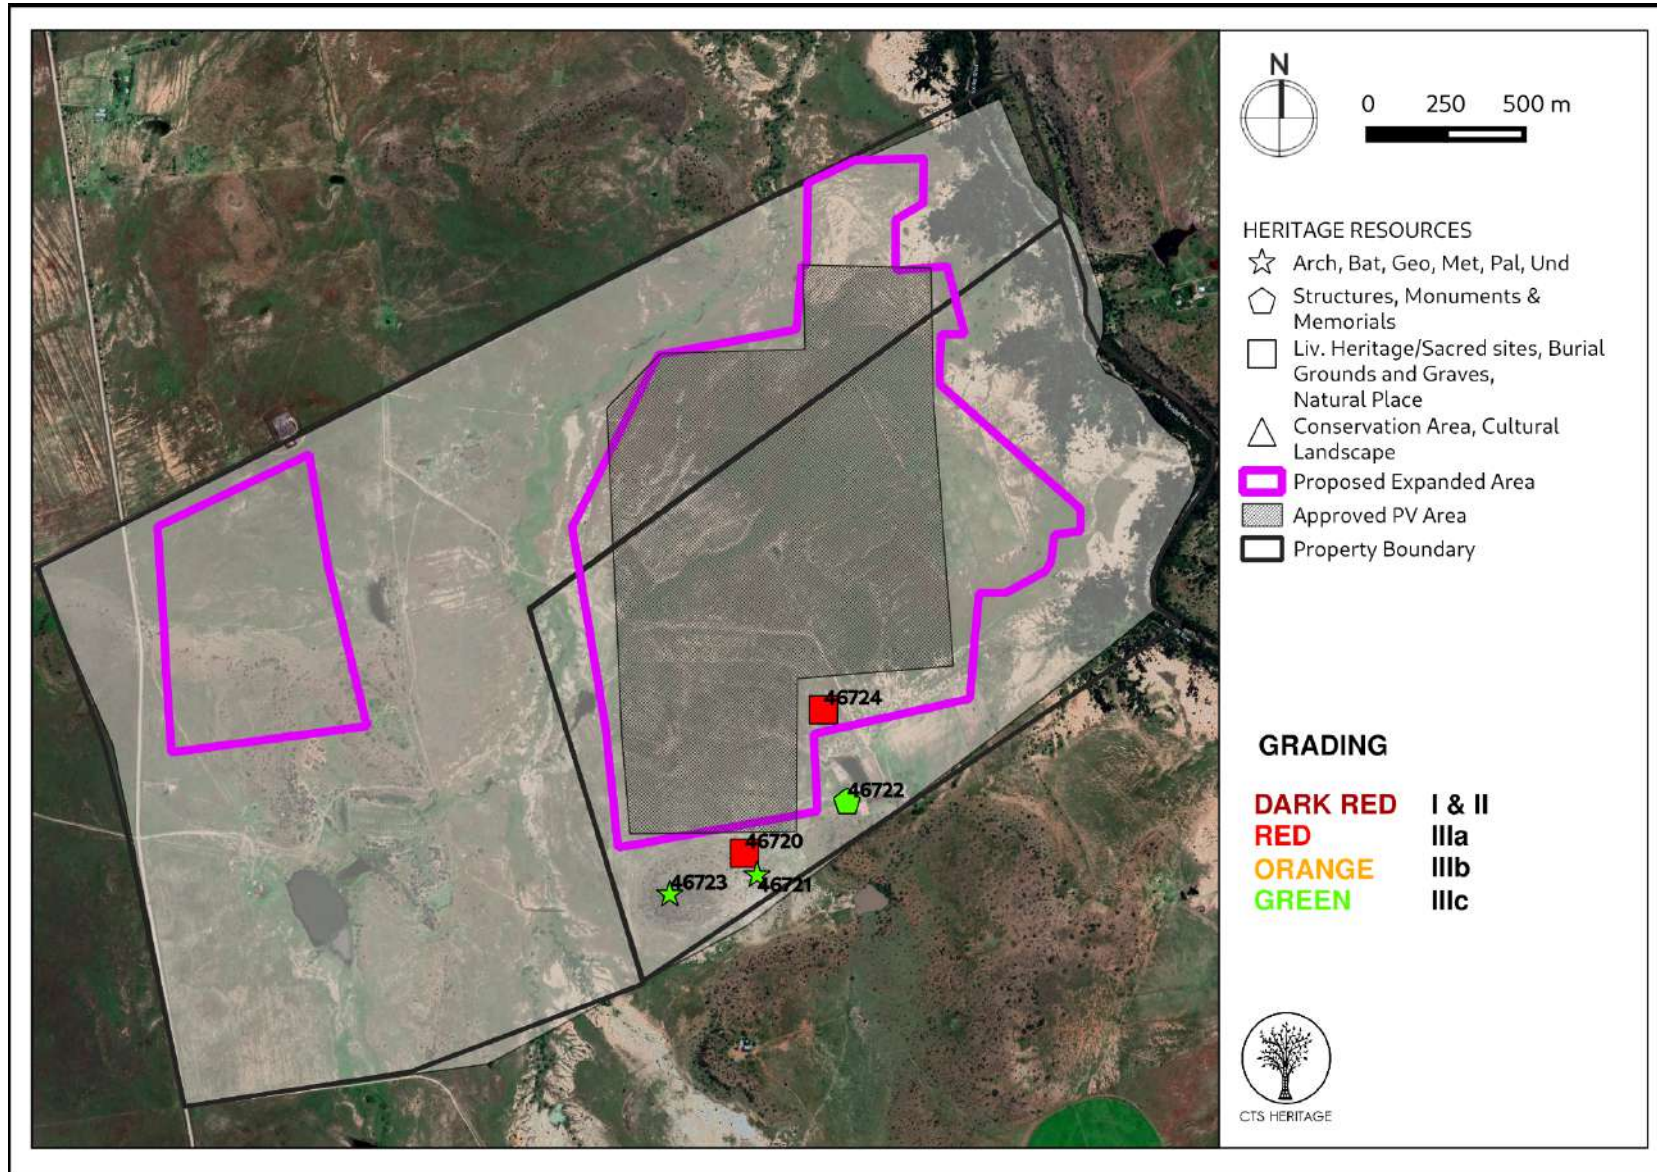 N
0 250 500 m
HERITAGE RESOURCES
Arch, Bat, Geo, Met, Pal, Und
Structures, Monuments &
Memorials
Liv. Heritage/Sacred sites, Burial
Grounds and Graves,
Natural Place
Conservation Area, Cultural
Landscape
Proposed Expanded Area
Approved PV Area
Property Boundary
46724
46722
46720
46723
46721
GRADING
DARK RED I & II
RED IIIa
ORANGE IIIb
GREEN IIIc
CTS HERITAGE